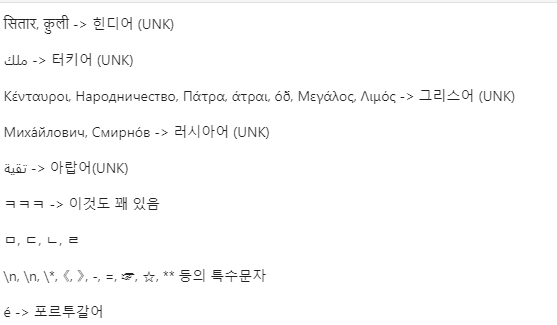 सितार, क़ुली -> 힌디어 (UNK)
ملك -> 터키어 (UNK)
Κένταυροι, Народничество, Πάτρα, άτραι, όδ, Μεγάλος, Λιμός -> 그리스어 (UNK)
Миха́йлович, Смирно́в -> 러시아어 (UNK)
تقية -> 아랍어(UNK)
ㅋㅋㅋ -> 이것도 꽤 있음
ㅁ, ㄷ, ㄴ, ㄹ
\n, \n, \*, 《, 》, -, =, ☞, ☆, ** 등의 특수문자
é -> 포르투갈어